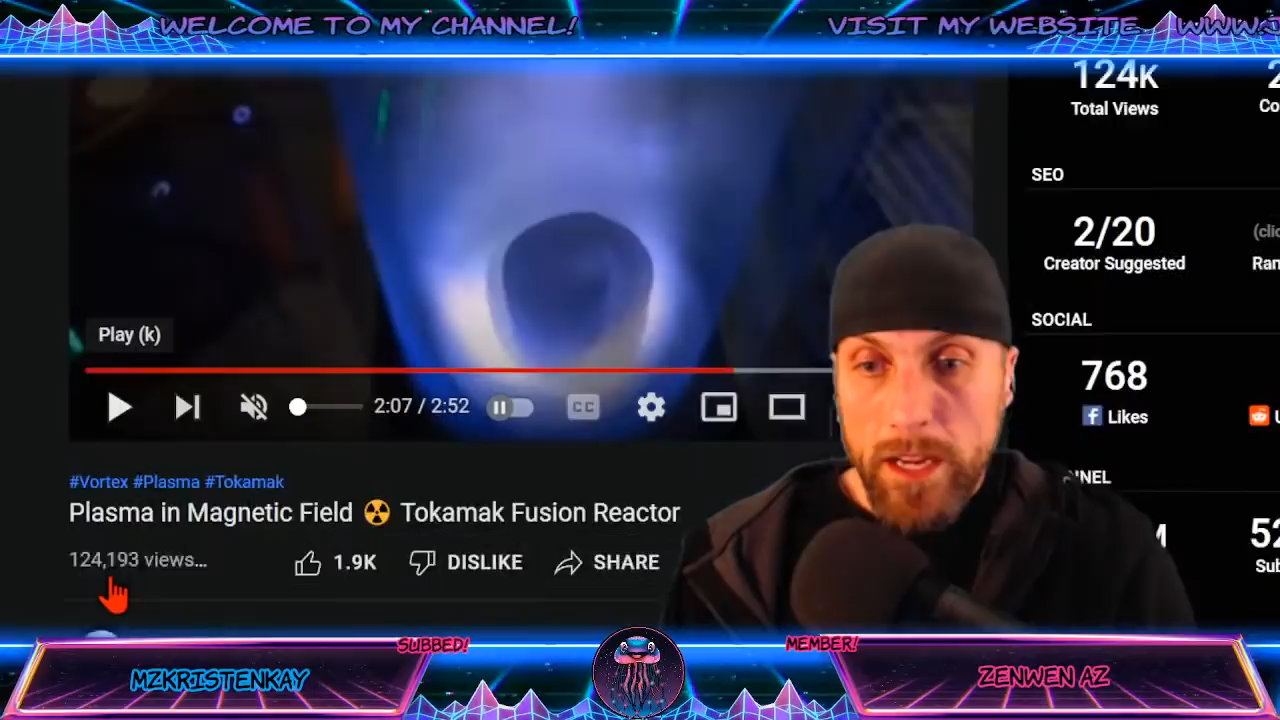 WELCOME TO MY CHANNEL!
VISIT MY WEBSITE
124K
Total Views
SEO
2/20
Creator Suggested
SOCIAL
768
Likes
Play (k)
2:07 / 2:52
CC
#Vortex #Plasma #Tokamak
Plasma in Magnetic Field ☢ Tokamak Fusion Reactor
124,193 views...
1.9K
DISLIKE
SHARE
SUBBED!
MZKRISTENKAY
MEMBER!
ZENWEN AZ